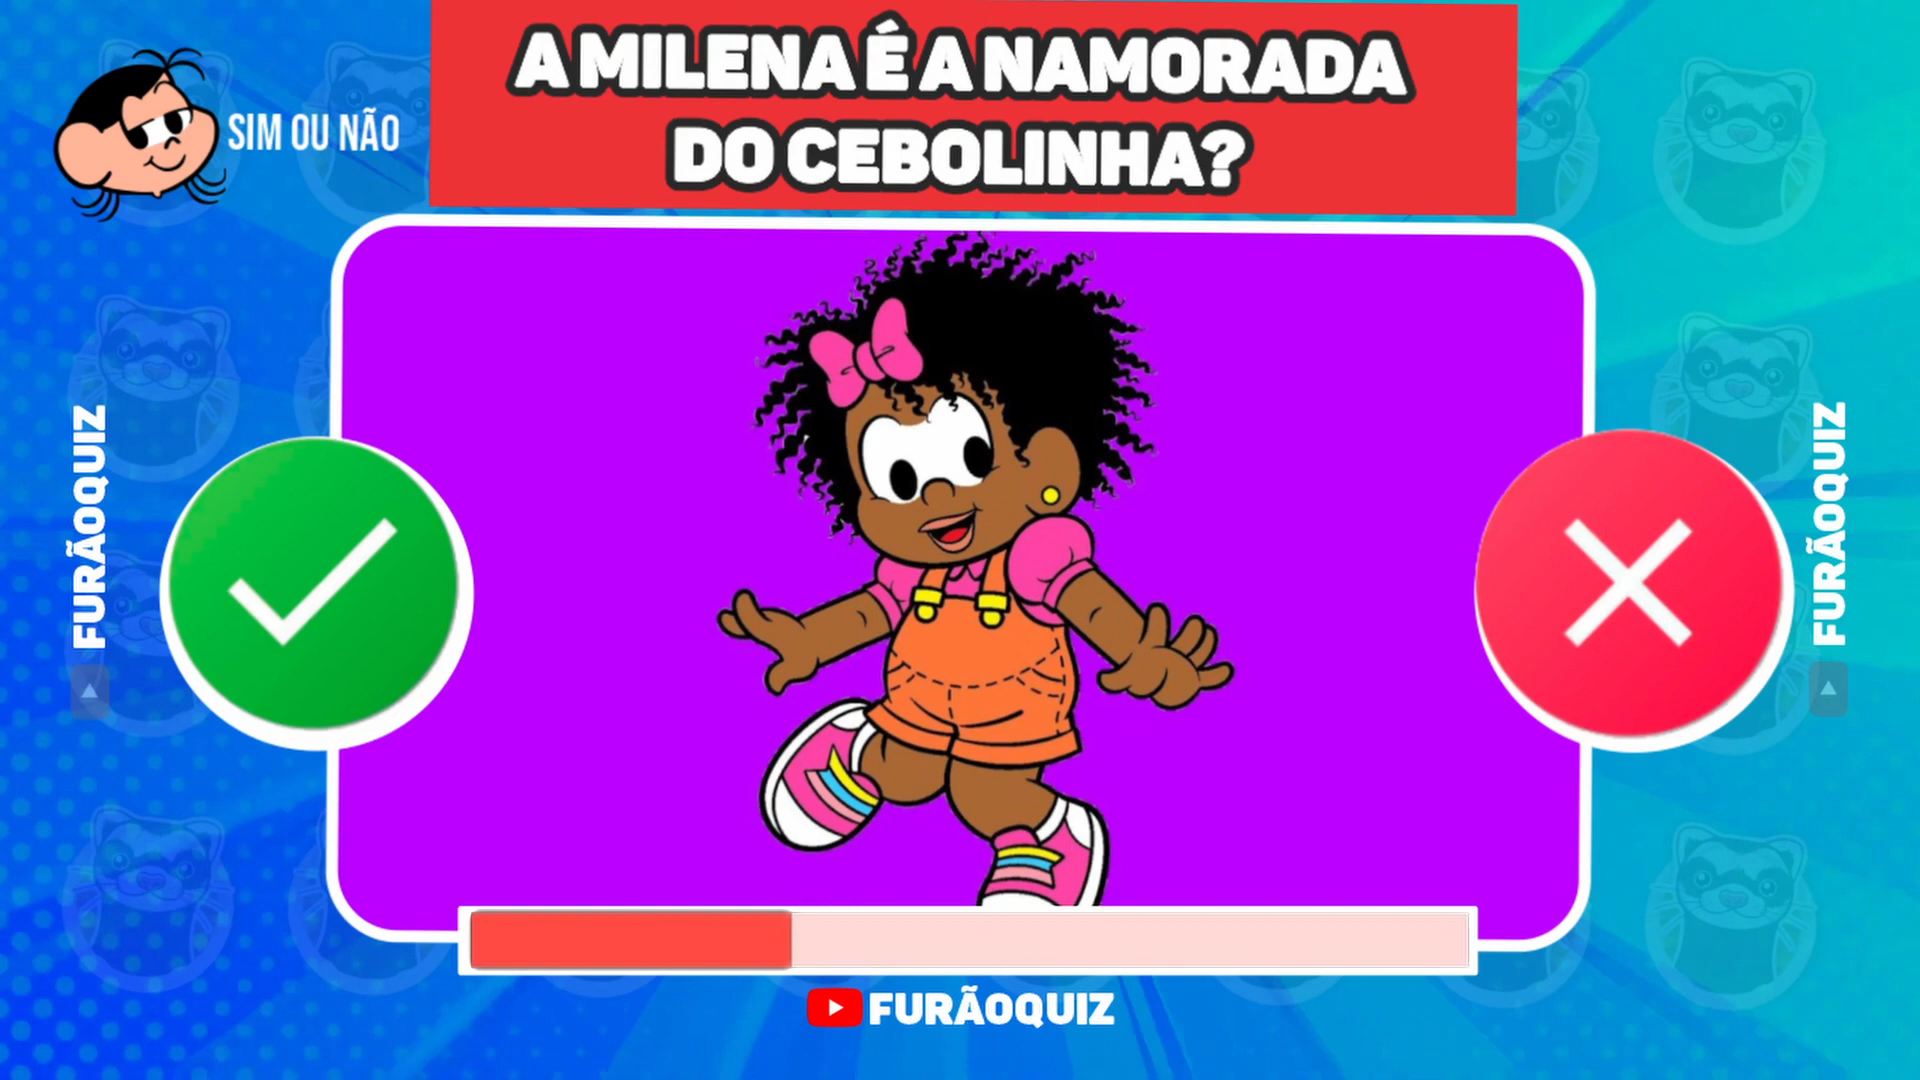 A MILENA É A NAMORADA
DO CEBOLINHA?
SIM OU NÃO
FURÃOQUIZ
FURÃOQUIZ
FURÃOQUIZ